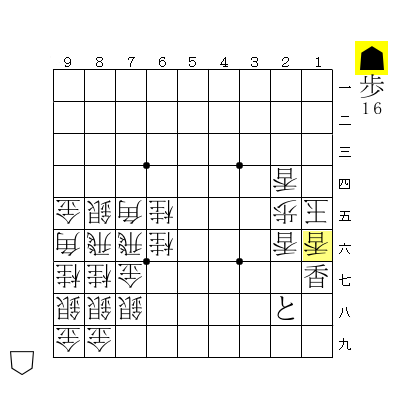 9 8 7 6 5 4 3 2 1
一
歩
16
二
三
香 四
金 銀 角 桂 歩 王 五
角 飛 飛 桂 香 香 六
桂 桂 金 香 七
銀 銀 銀 と 八
金 金 九